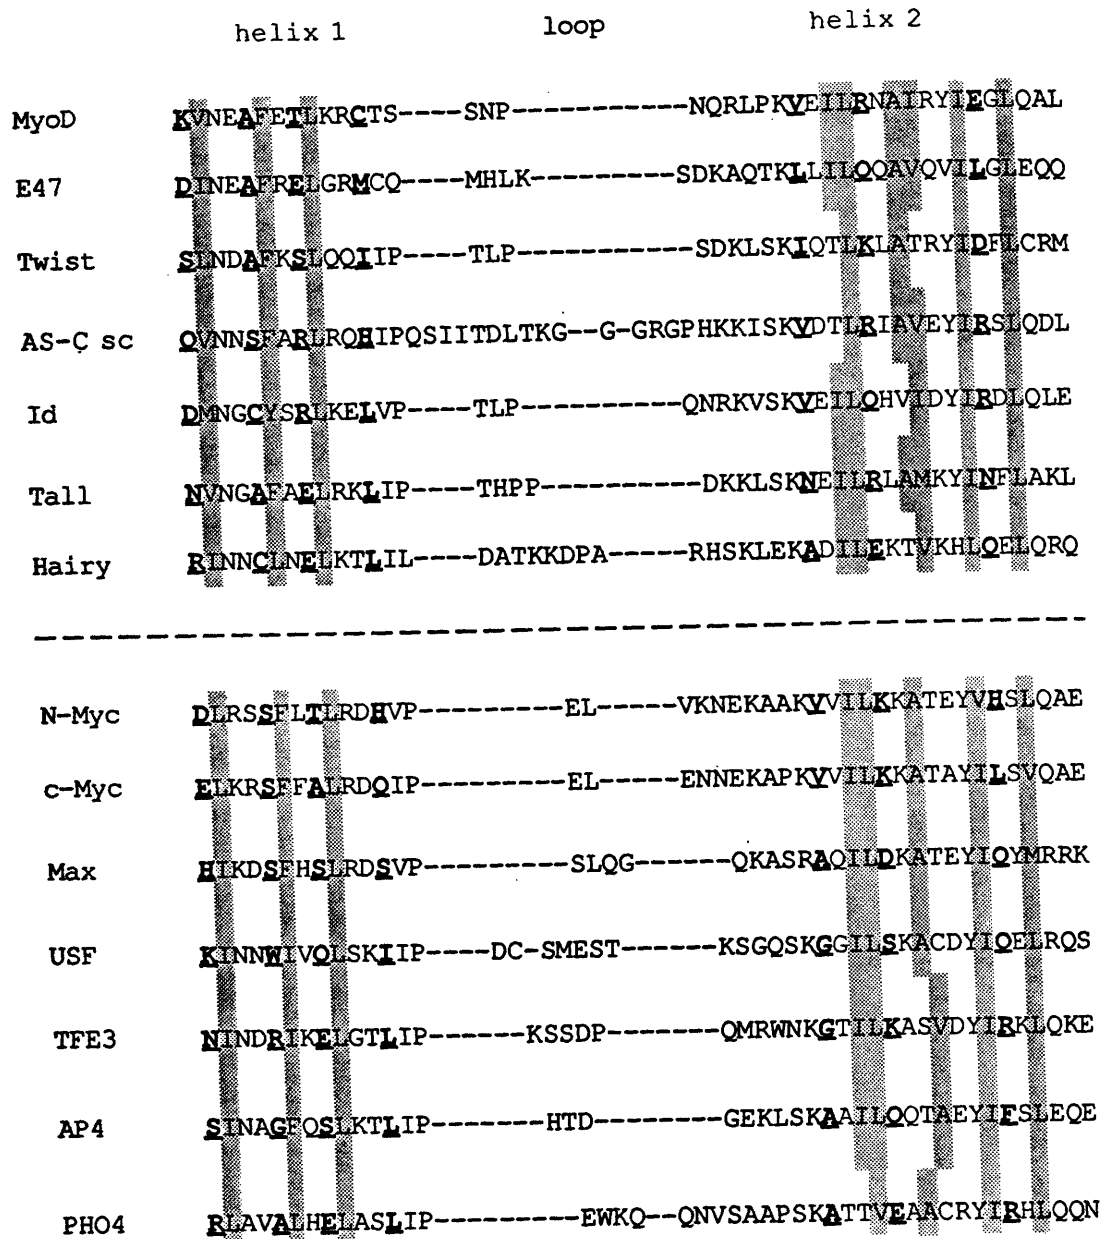 helix 1 loop helix 2
MyoD KVNEAFETLKRCTS----SNP-----------NQRLPKVEILRNAIRYIEGLQAL
E47 DINEAFRELGRMCQ----MHLK---------SDKAQTKLLILQQAVQVILGLEQQ
Twist SLNDAFKSLQQIIP----TLP-----------SDKLSKIQTLKLATRYIDFLCRM
AS-C sc QVNNSFARLRQHIPQSIITDLTKG--G-GRGPHKKISKVDTLRIAVEYIRSLQDL
Id DMNGCYSRLKELVP----TLP-----------QNRKVSKVEILQHVIDYIRDLQLE
Tall NVNGAFAELRKLIP----THPP----------DKKLSKNEILRLAMKYINFLAKL
Hairy RINNCLNELKTLIL----DATKKDPA-----RHSKLEKADILEKTVKHLQELQRQ
N-Myc DLRSSFLTLRDHVP---------EL-----VKNEKAAKVVILKKATEYVHSLQAE
c-Myc ELKRSFFALRDQIP---------EL-----ENNEKAPKVVILKKATAYILSVQAE
Max HIKDSFHSLRDSVP---------SLQG------QKASRAQILDKATEYIQYMRRK
USF KINNWIVQLSKIIP----DC-SMEST------KSGQSKGGILSKACDYIQELRQS
TFE3 NINDRIKELGTLIP------KSSDP-------QMRWNKGTILKASVDYIRKLQKE
AP4 SINAGFQSLKTLIP-------HTD--------GEKLSKAAILQQTAEYIFSLEQE
PHO4 RLAVALHELASLIP---------EWKQ--QNVSAAPSKATTVEAACRYIRHLQQN